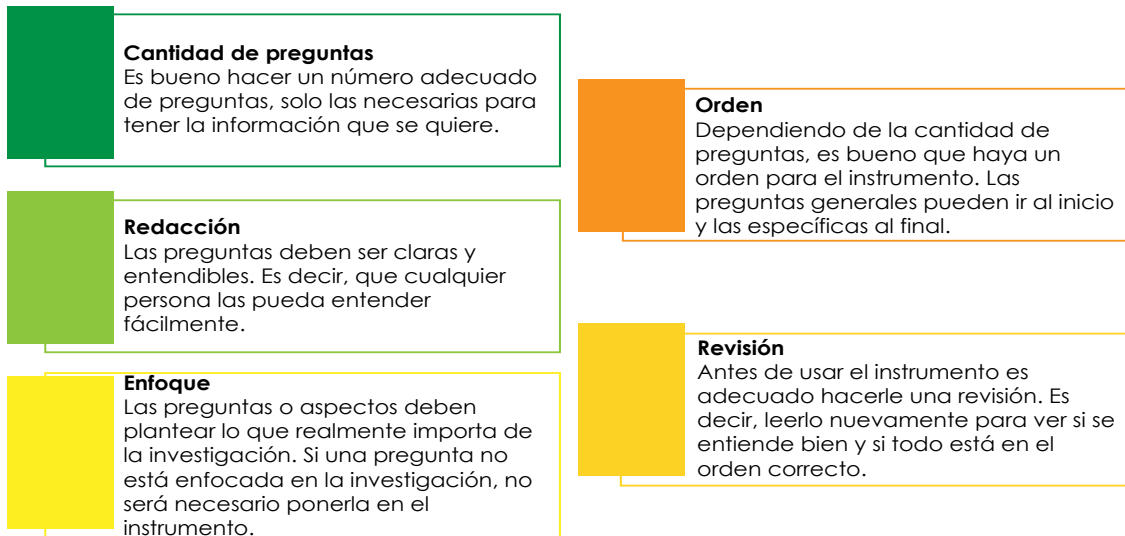 Cantidad de preguntas
Es bueno hacer un número adecuado
de preguntas, solo las necesarias para
tener la información que se quiere.
Redacción
Las preguntas deben ser claras y
entendibles. Es decir, que cualquier
persona las pueda entender
fácilmente.
Enfoque
Las preguntas o aspectos deben
plantear lo que realmente importa de
la investigación. Si una pregunta no
está enfocada en la investigación, no
será necesario ponerla en el
instrumento.
Orden
Dependiendo de la cantidad de
preguntas, es bueno que haya un
orden para el instrumento. Las
preguntas generales pueden ir al inicio
y las específicas al final.
Revisión
Antes de usar el instrumento es
adecuado hacerle una revisión. Es
decir, leerlo nuevamente para ver si se
entiende bien y si todo está en el
orden correcto.